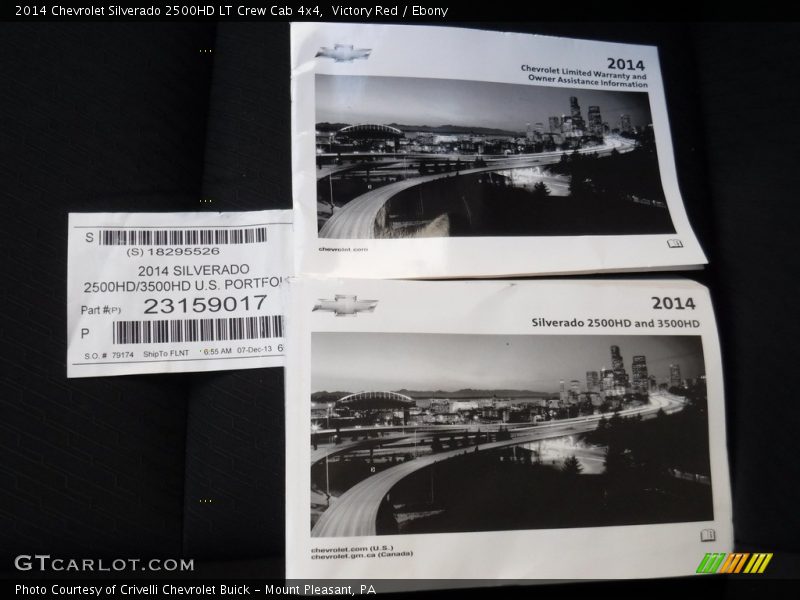 2014 Chevrolet Silverado 2500HD LT Crew Cab 4x4, Victory Red / Ebony
2014
Chevrolet Limited Warranty and
Owner Assistance Information
chevrolet.com
S
(S) 18295526
2014 SILVERADO
2500HD/3500HD U.S. PORTFOL
Part #(P) 23159017
P
S.O. # 79174 ShipTo FLNT 6:55 AM 07-Dec-13 6
2014
Silverado 2500HD and 3500HD
chevrolet.com (U.S.)
chevrolet.gm.ca (Canada)
GTCARLOT.COM
Photo Courtesy of Crivelli Chevrolet Buick - Mount Pleasant, PA